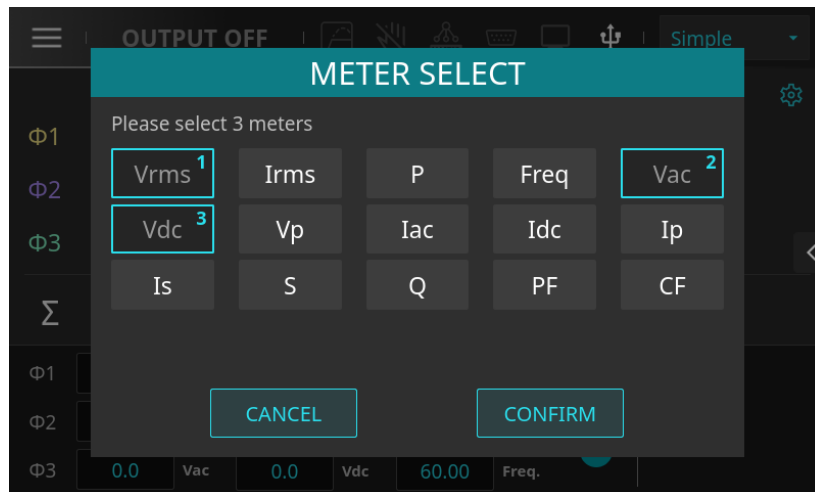 OUTPUT OFF Simple
METER SELECT
Please select 3 meters
Φ1
Vrms 1 Irms P Freq Vac 2
Φ2
Vdc 3 Vp Iac Idc Ip
Φ3
Is S Q PF CF
Σ
Φ1
CANCEL CONFIRM
Φ2
Φ3 0.0 Vac 0.0 Vdc 60.00 Freq.